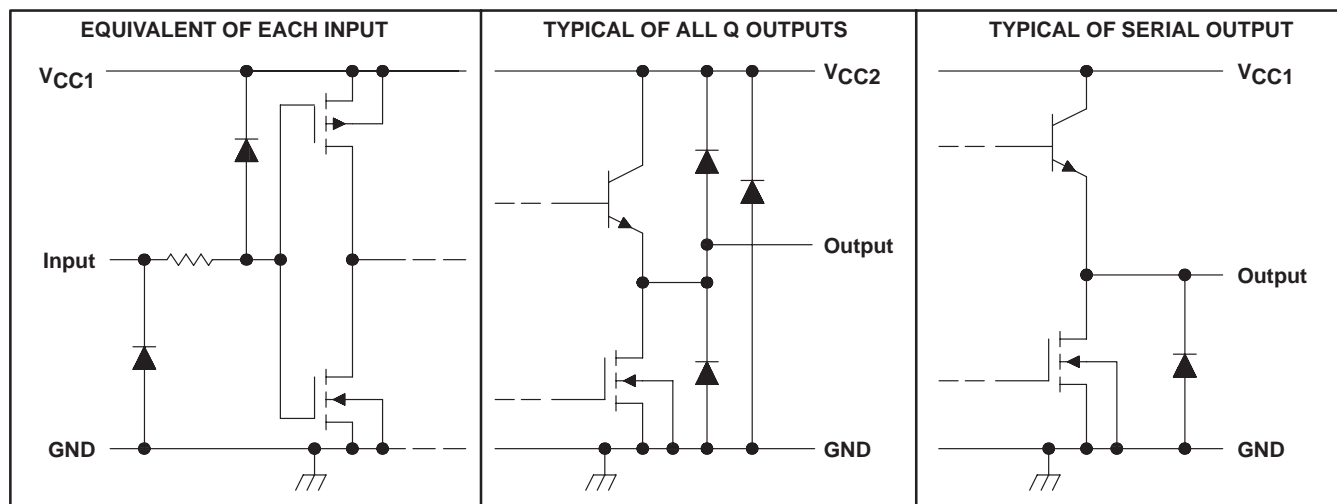 EQUIVALENT OF EACH INPUT
VCC1
Input
GND
TYPICAL OF ALL Q OUTPUTS
VCC2
Output
GND
TYPICAL OF SERIAL OUTPUT
VCC1
Output
GND